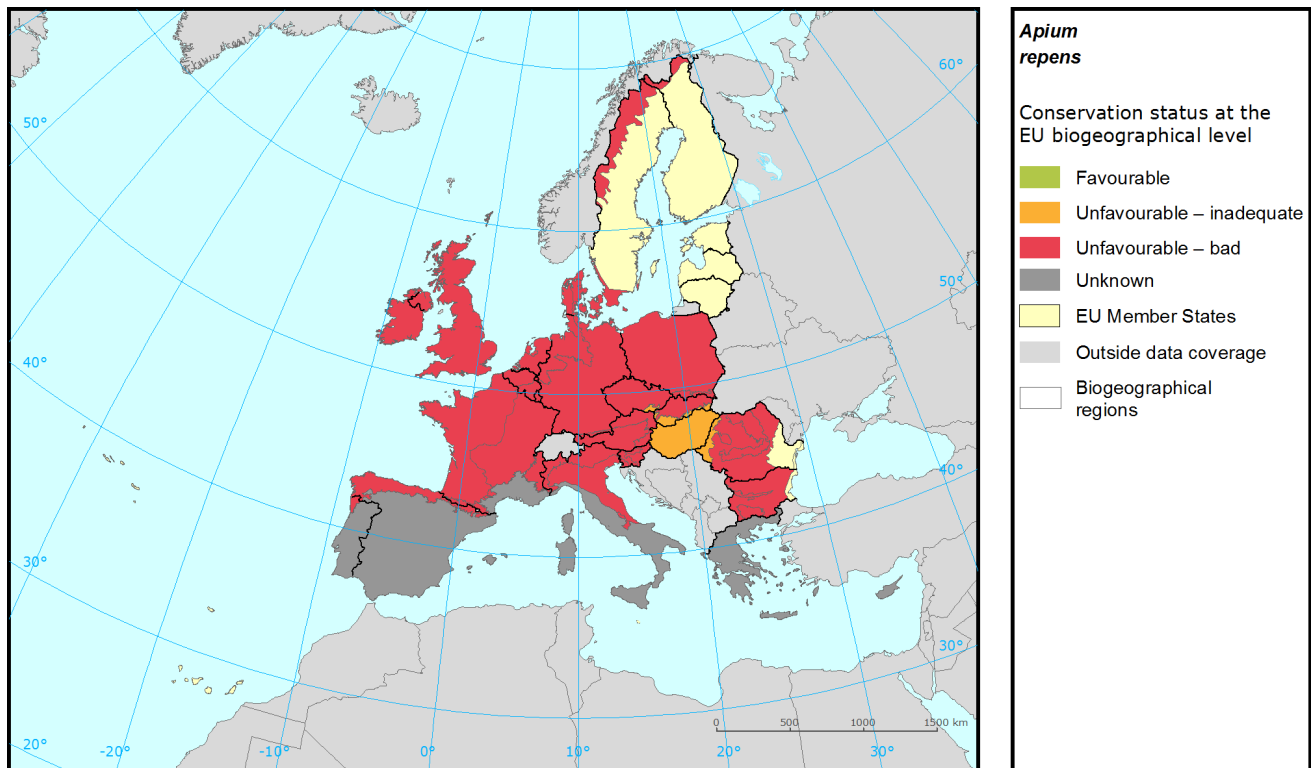 Apium
repens
Conservation status at the
EU biogeographical level
Favourable
Unfavourable – inadequate
Unfavourable – bad
Unknown
EU Member States
Outside data coverage
Biogeographical
regions
60°
50°
50°
40°
40°
30°
30°
0 500 1000 1500 km
20° -20° -10° 0° 10° 20° 30°